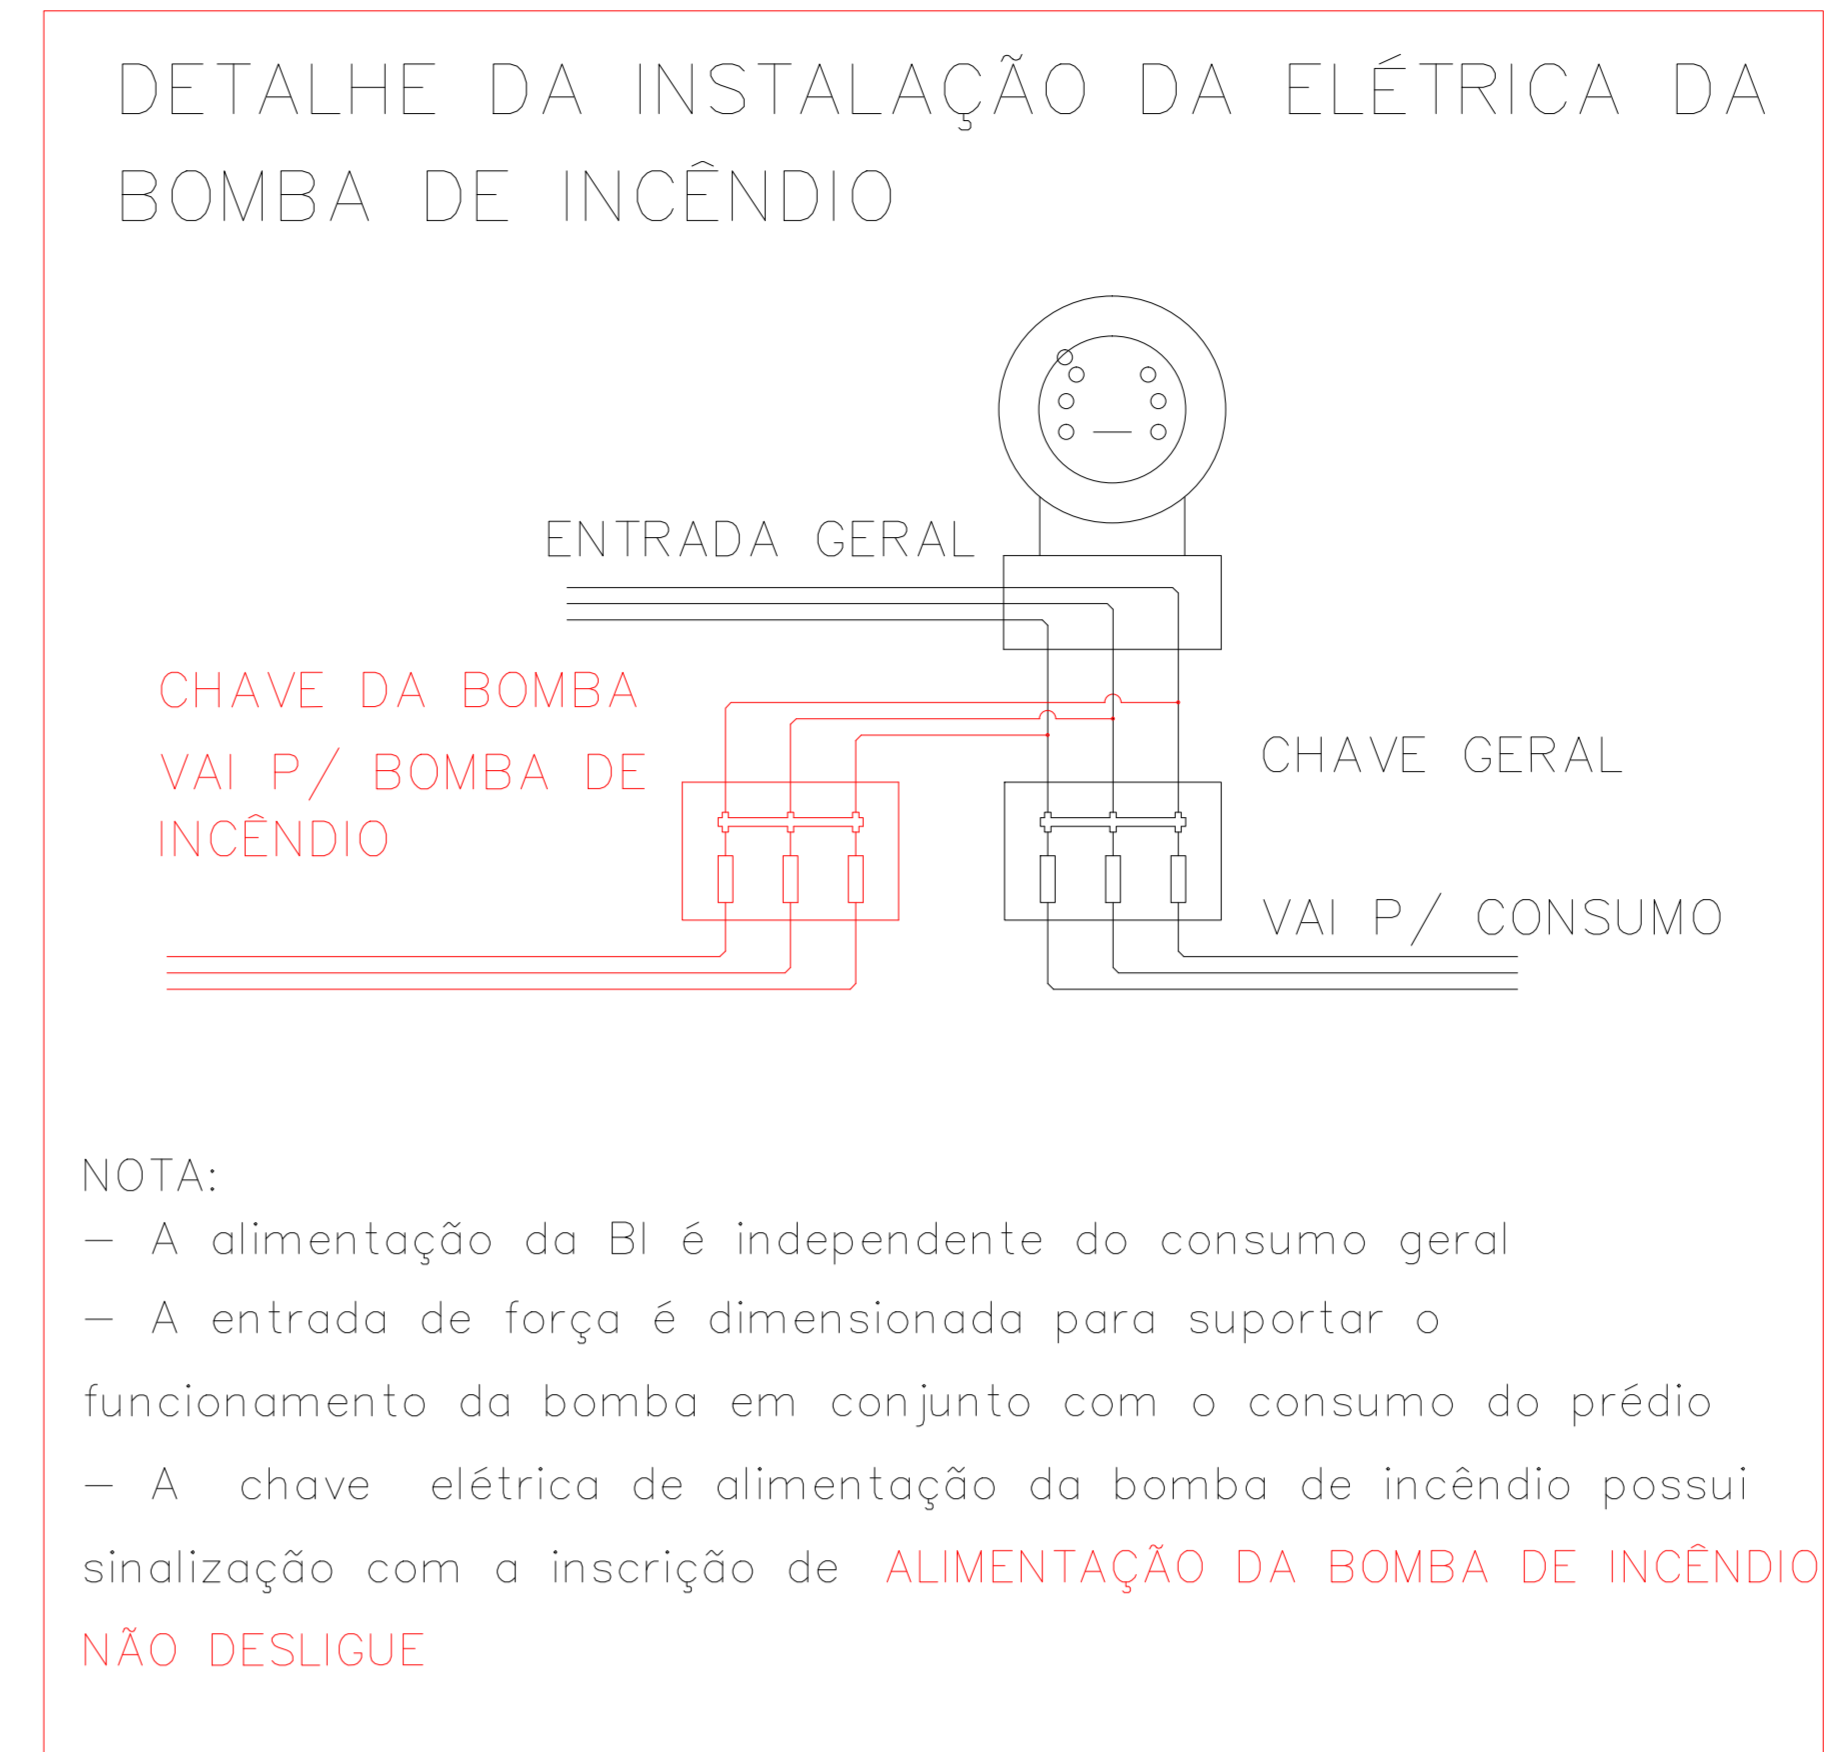 DETALHE DA INSTALAÇÃO DA ELÉTRICA DA
BOMBA DE INCÊNDIO
ENTRADA GERAL
CHAVE DA BOMBA
VAI P/ BOMBA DE
INCÊNDIO
CHAVE GERAL
VAI P/ CONSUMO
NOTA:
– A alimentação da BI é independente do consumo geral
– A entrada de força é dimensionada para suportar o
funcionamento da bomba em conjunto com o consumo do prédio
– A chave elétrica de alimentação da bomba de incêndio possui
sinalização com a inscrição de ALIMENTAÇÃO DA BOMBA DE INCÊNDIO
NÃO DESLIGUE